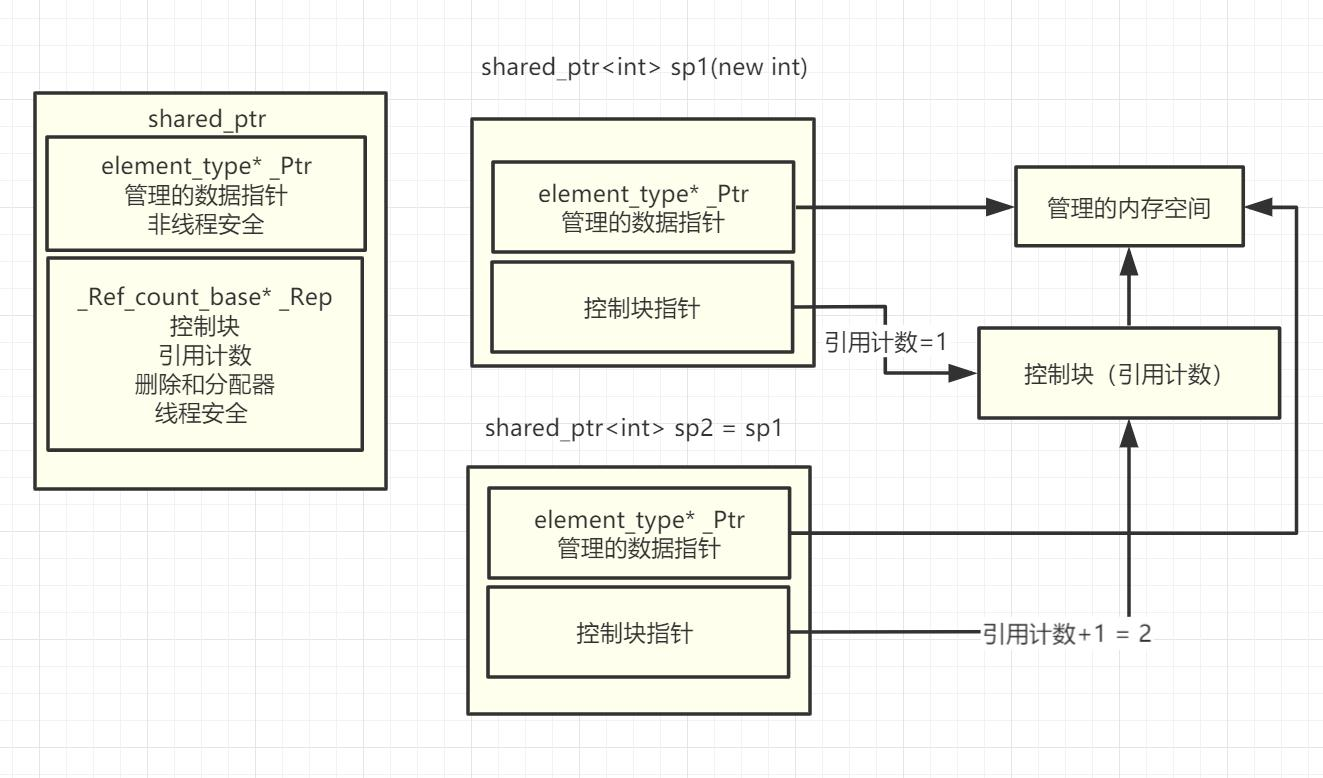 shared_ptr
element_type* _Ptr
管理的数据指针
非线程安全
_Ref_count_base* _Rep
控制块
引用计数
删除和分配器
线程安全
shared_ptr<int> sp1(new int)
element_type* _Ptr
管理的数据指针
控制块指针
引用计数=1
管理的内存空间
控制块（引用计数）
shared_ptr<int> sp2 = sp1
element_type* _Ptr
管理的数据指针
控制块指针
引用计数+1 = 2